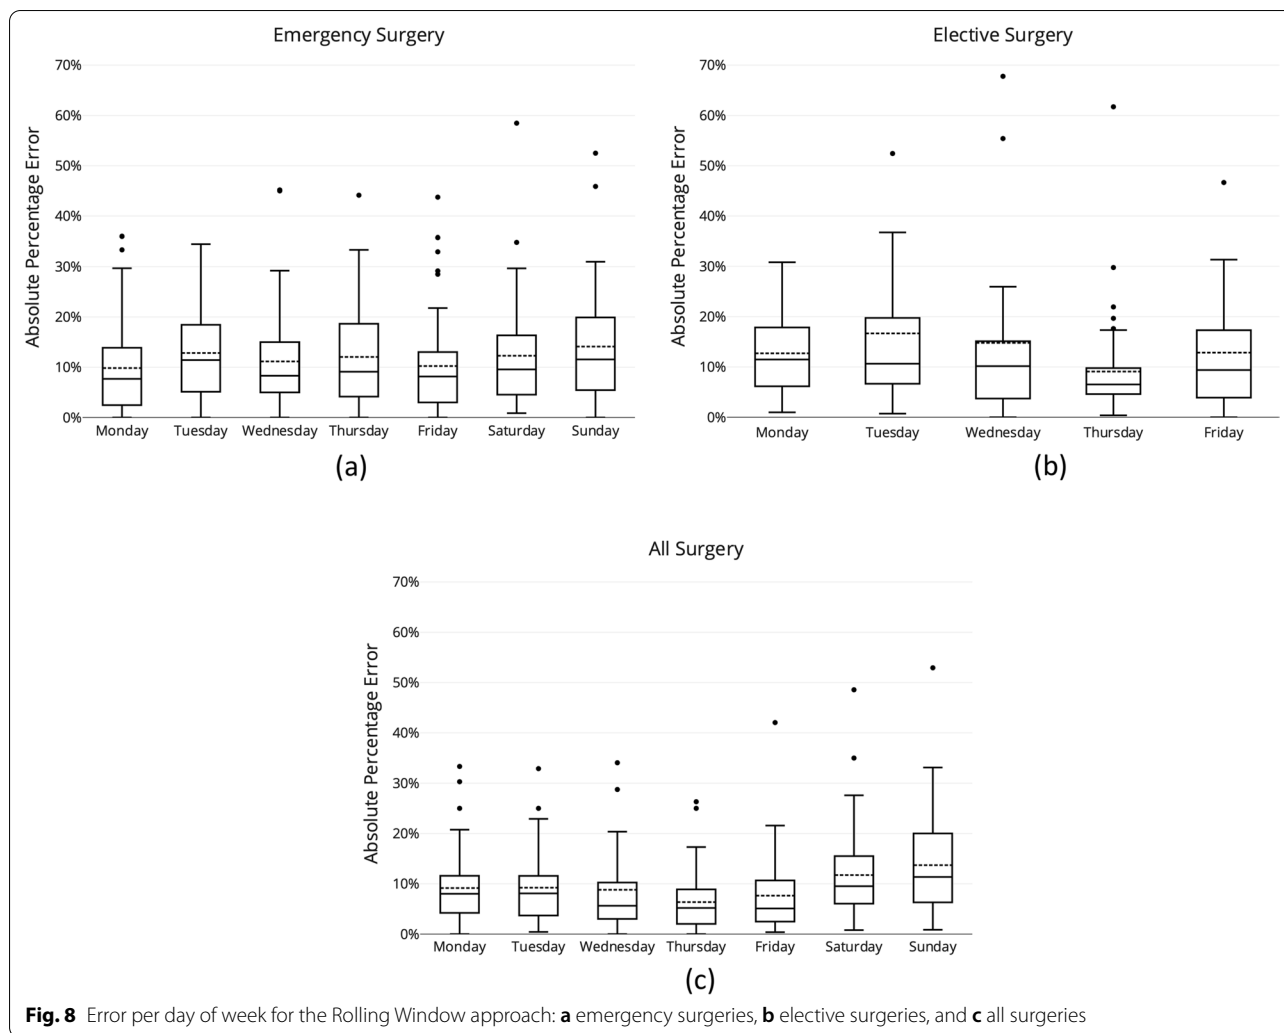 Emergency Surgery
Absolute Percentage Error
70%
60%
50%
40%
30%
20%
10%
0%
Monday Tuesday Wednesday Thursday Friday Saturday Sunday
(a)
Elective Surgery
Absolute Percentage Error
70%
60%
50%
40%
30%
20%
10%
0%
Monday Tuesday Wednesday Thursday Friday
(b)
All Surgery
Absolute Percentage Error
70%
60%
50%
40%
30%
20%
10%
0%
Monday Tuesday Wednesday Thursday Friday Saturday Sunday
(c)
Fig. 8 Error per day of week for the Rolling Window approach: a emergency surgeries, b elective surgeries, and c all surgeries